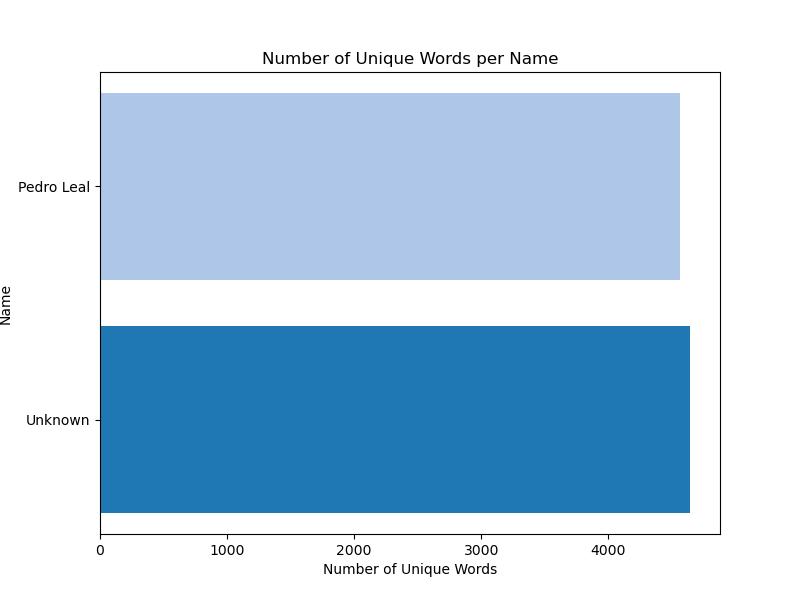 Number of Unique Words per Name
Pedro Leal
Name
Unknown
0 1000 2000 3000 4000
Number of Unique Words